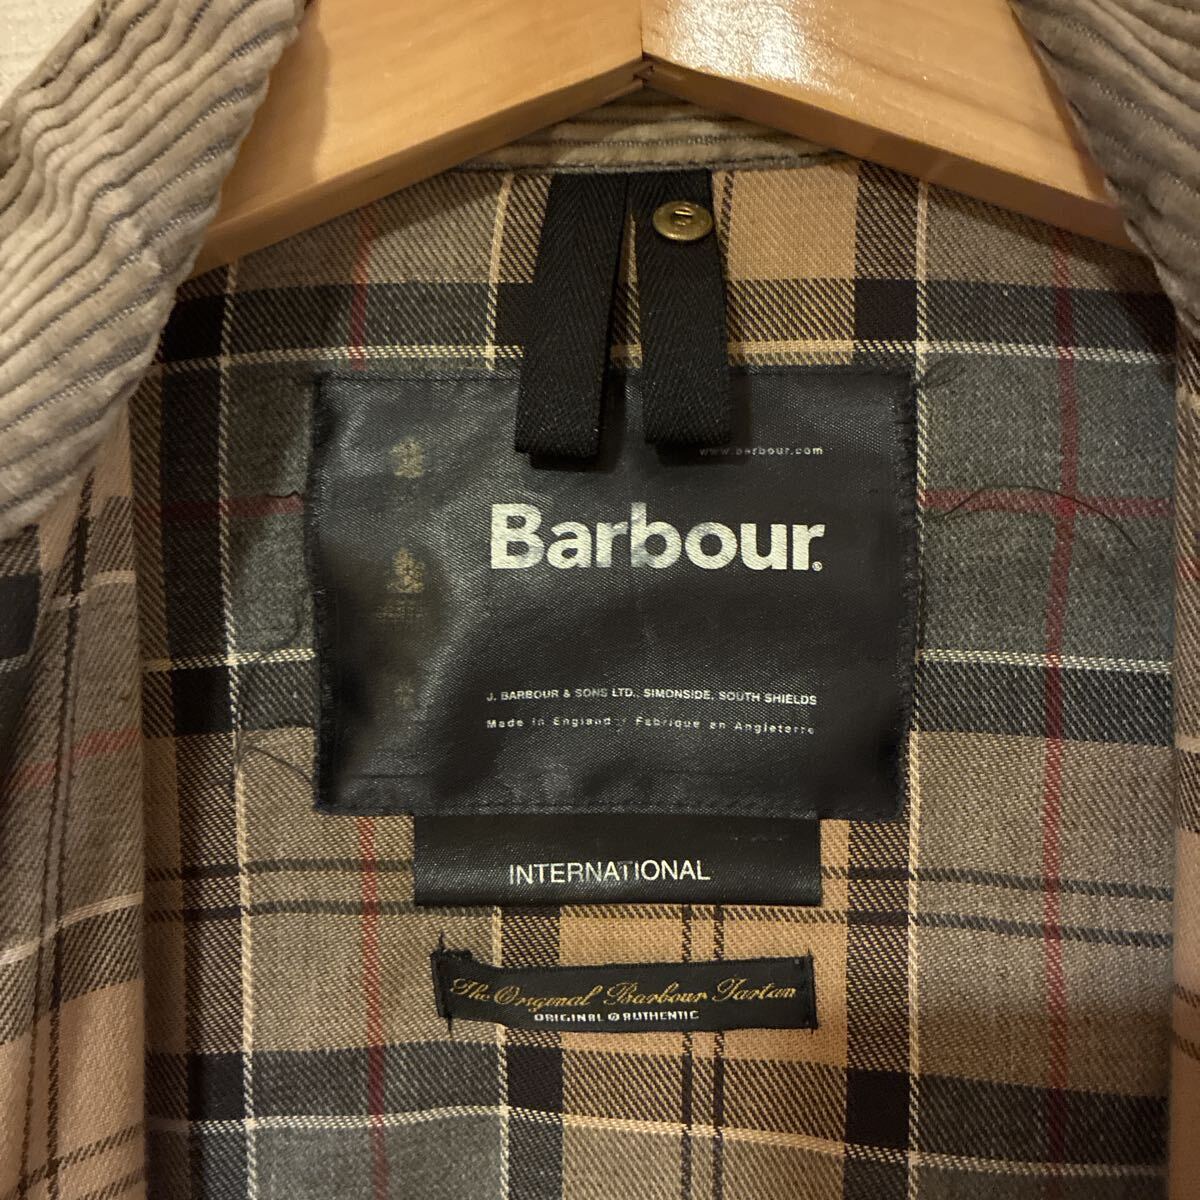 www.barbour.com
Barbour®
J. BARBOUR & SONS LTD., SIMONSIDE, SOUTH SHIELDS
Made in England / Fabrique en Angleterre
INTERNATIONAL
The Original Barbour Tartan
ORIGINAL & AUTHENTIC